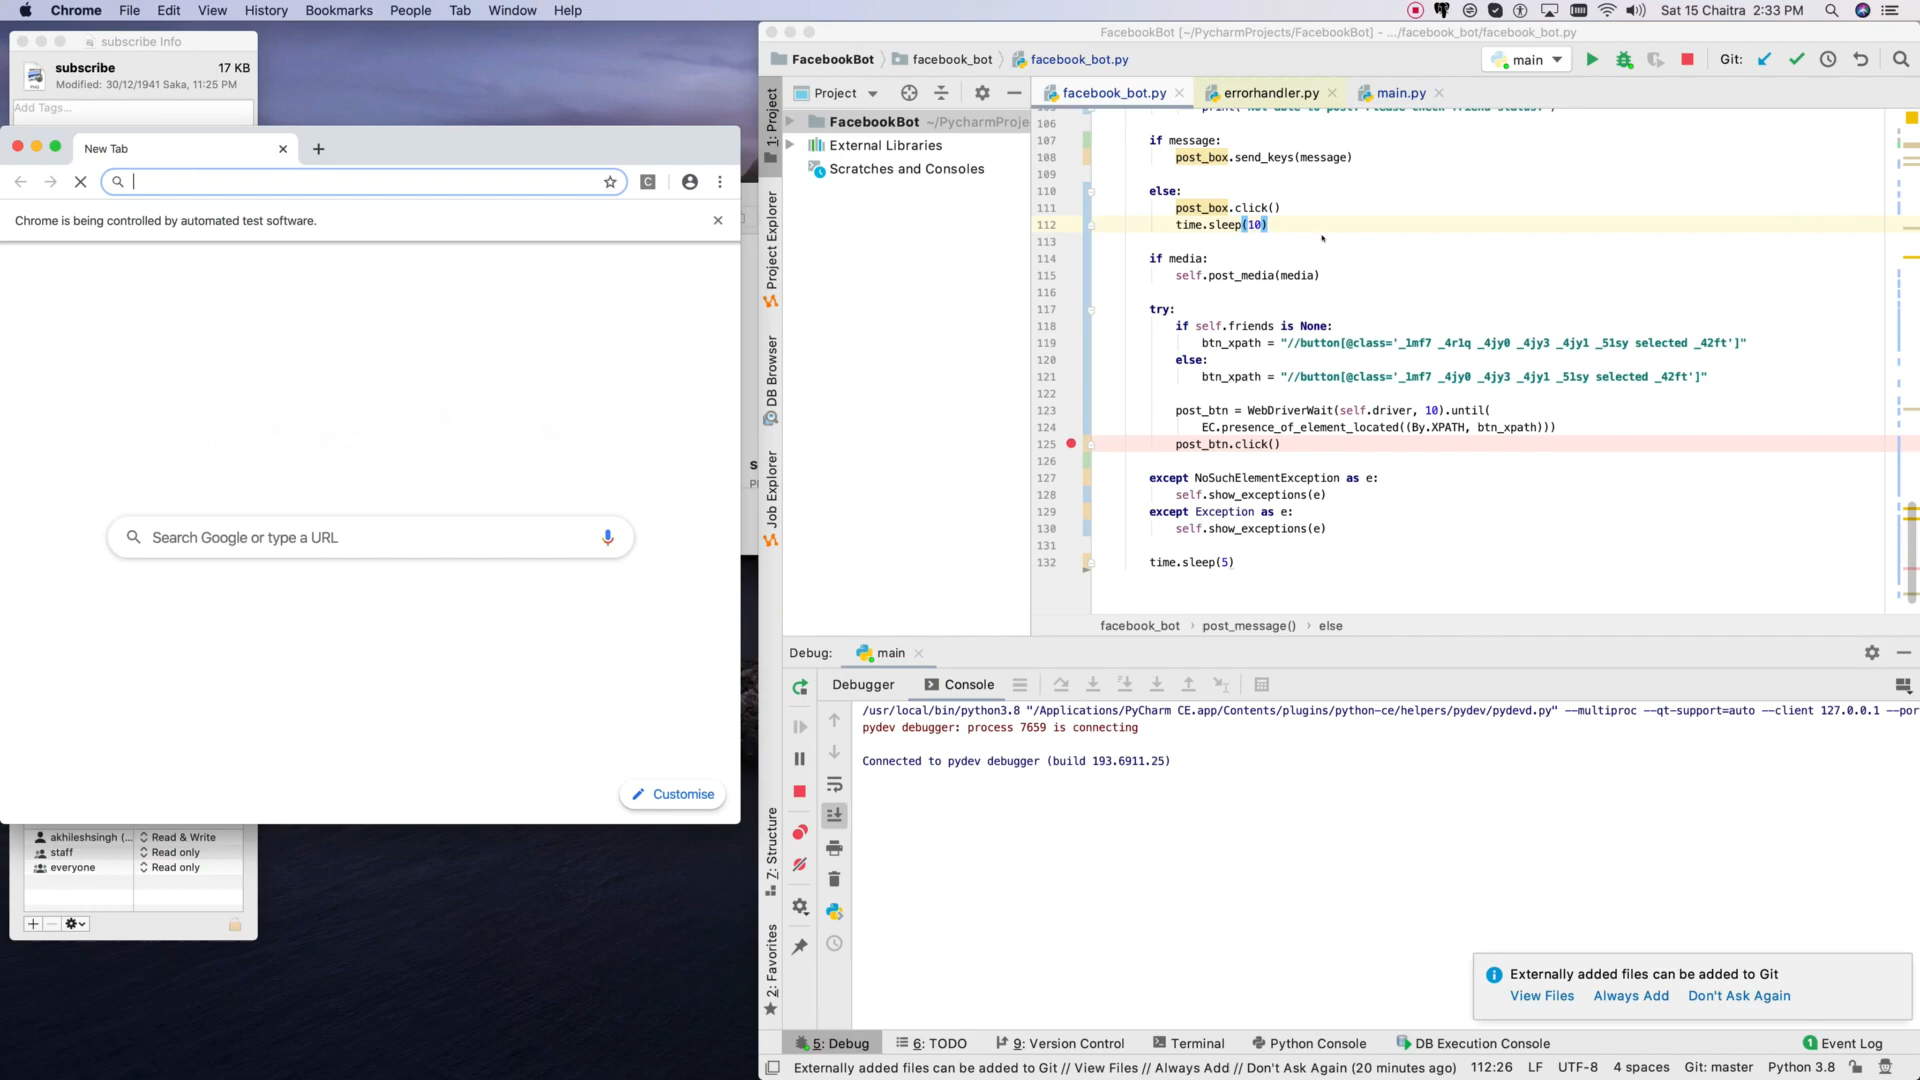 Chrome File Edit View History Bookmarks People Tab Window Help
Sat 15 Chaitra 2:33 PM
subscribe Info
subscribe 17 KB
Modified: 30/12/1941 Saka, 11:25 PM
Add Tags...
New Tab
Chrome is being controlled by automated test software.
Search Google or type a URL
Customise
akhileshsingh (... Read & Write
staff Read only
everyone Read only
FacebookBot [~/PycharmProjects/FacebookBot] - .../facebook_bot/facebook_bot.py
FacebookBot facebook_bot facebook_bot.py
main
Git:
Project
facebook_bot.py errorhandler.py main.py
FacebookBot ~/PycharmProje
External Libraries
Scratches and Consoles
1: Project
Project Explorer
DB Browser
Job Explorer
7: Structure
2: Favorites
106
107 if message:
108 post_box.send_keys(message)
109
110 else:
111 post_box.click()
112 time.sleep(10)
113
114 if media:
115 self.post_media(media)
116
117 try:
118 if self.friends is None:
119 btn_xpath = "//button[@class='_1mf7 _4r1q _4jy0 _4jy3 _4jy1 _51sy selected _42ft']"
120 else:
121 btn_xpath = "//button[@class='_1mf7 _4jy0 _4jy3 _4jy1 _51sy selected _42ft']"
122
123 post_btn = WebDriverWait(self.driver, 10).until(
124 EC.presence_of_element_located((By.XPATH, btn_xpath)))
125 post_btn.click()
126
127 except NoSuchElementException as e:
128 self.show_exceptions(e)
129 except Exception as e:
130 self.show_exceptions(e)
131
132 time.sleep(5)
facebook_bot › post_message() › else
Debug: main
Debugger Console
/usr/local/bin/python3.8 "/Applications/PyCharm CE.app/Contents/plugins/python-ce/helpers/pydev/pydevd.py" --multiproc --qt-support=auto --client 127.0.0.1 --por
pydev debugger: process 7659 is connecting
Connected to pydev debugger (build 193.6911.25)
Externally added files can be added to Git
View Files Always Add Don't Ask Again
5: Debug 6: TODO 9: Version Control Terminal Python Console DB Execution Console 1 Event Log
Externally added files can be added to Git // View Files // Always Add // Don't Ask Again (20 minutes ago) 112:26 LF UTF-8 4 spaces Git: master Python 3.8